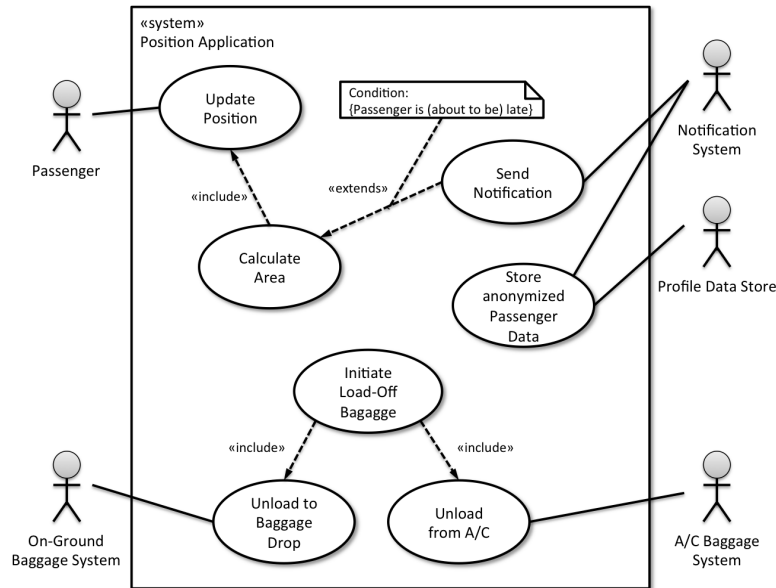 «system»
Position Application
Update
Position
Condition:
{Passenger is (about to be) late}
Passenger
Notification
System
«include»
«extends»
Send
Notification
Calculate
Area
Store
anonymized
Passenger
Data
Profile Data Store
Initiate
Load-Off
Bagagge
«include»
«include»
Unload to
Baggage
Drop
Unload
from A/C
On-Ground
Baggage System
A/C Baggage
System